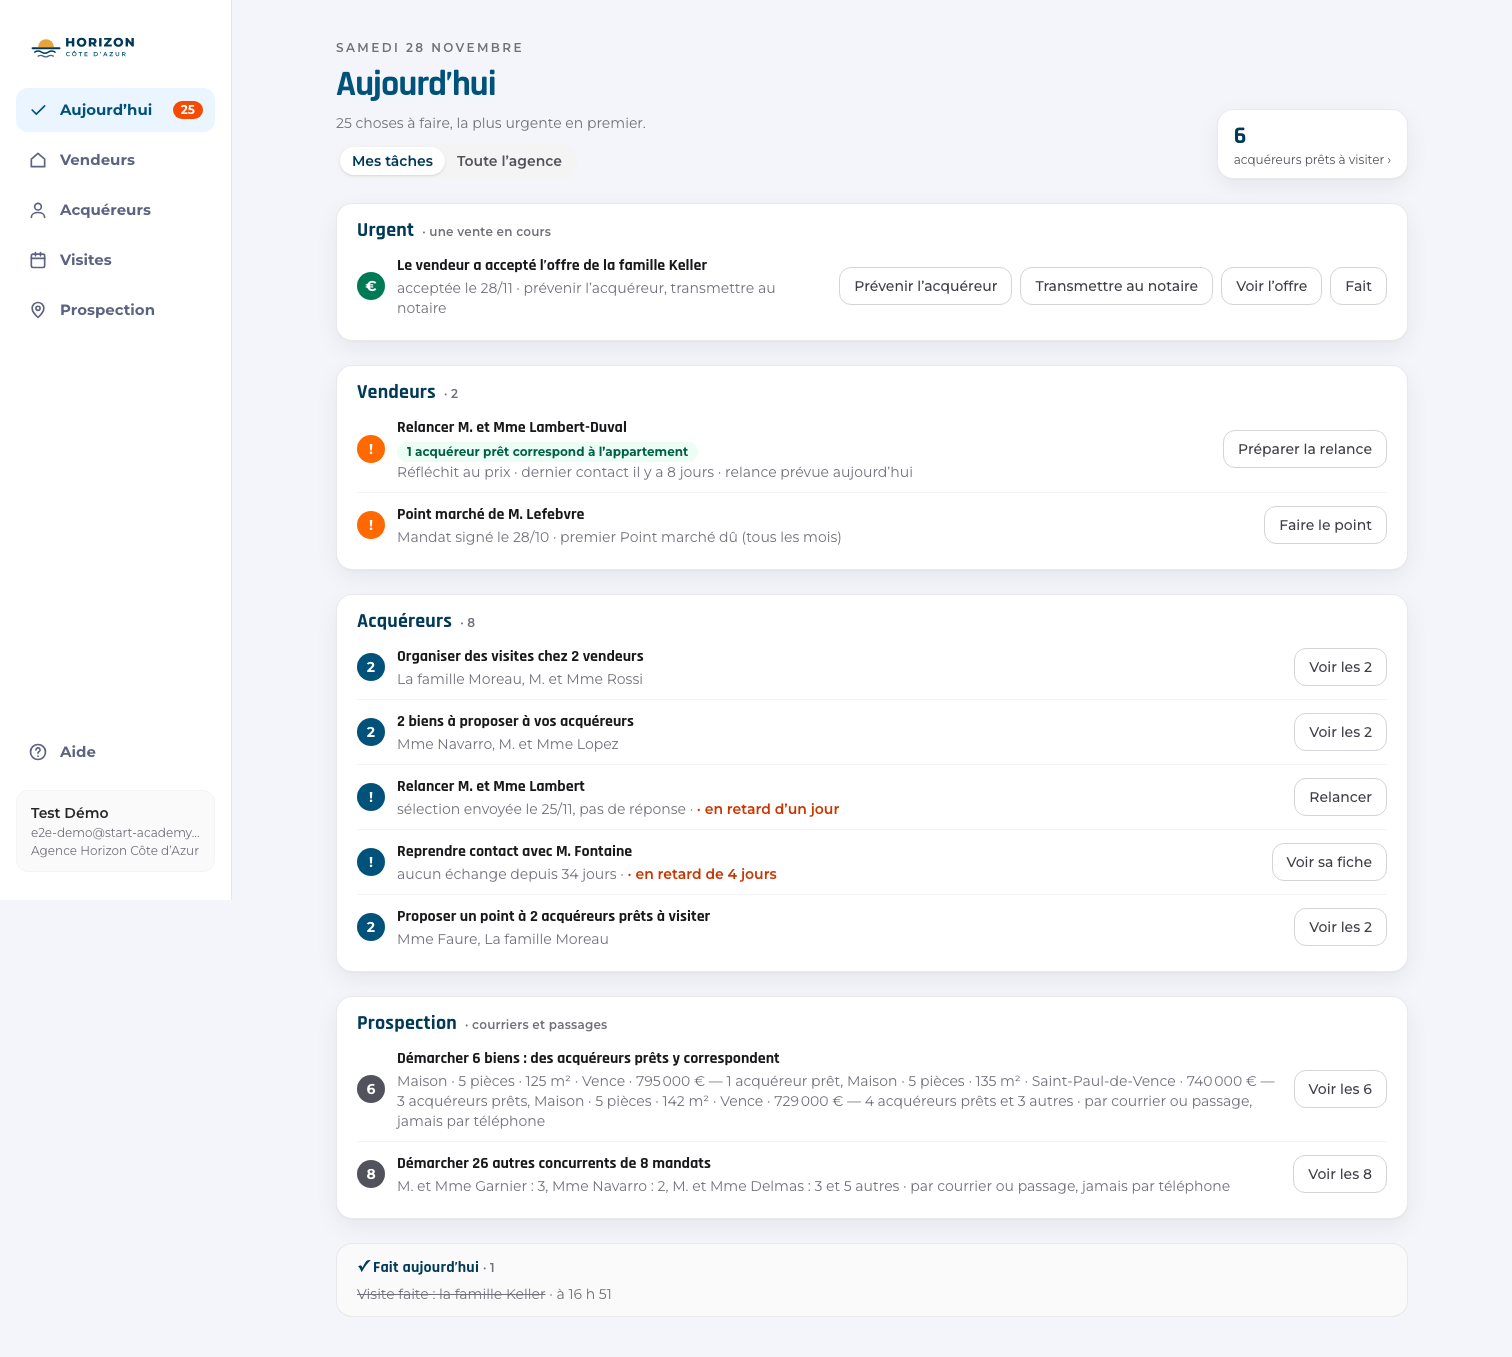 HORIZON
CÔTE D'AZUR
Aujourd’hui 25
Vendeurs
Acquéreurs
Visites
Prospection
Aide
Test Démo
e2e-demo@start-academy...
Agence Horizon Côte d’Azur
SAMEDI 28 NOVEMBRE
Aujourd’hui
25 choses à faire, la plus urgente en premier.
Mes tâches Toute l’agence
6
acquéreurs prêts à visiter ›
Urgent · une vente en cours
€
Le vendeur a accepté l’offre de la famille Keller
acceptée le 28/11 · prévenir l’acquéreur, transmettre au
notaire
Prévenir l’acquéreur Transmettre au notaire Voir l’offre Fait
Vendeurs · 2
!
Relancer M. et Mme Lambert-Duval
1 acquéreur prêt correspond à l’appartement
Réfléchit au prix · dernier contact il y a 8 jours · relance prévue aujourd’hui
Préparer la relance
!
Point marché de M. Lefebvre
Mandat signé le 28/10 · premier Point marché dû (tous les mois)
Faire le point
Acquéreurs · 8
2
Organiser des visites chez 2 vendeurs
La famille Moreau, M. et Mme Rossi
Voir les 2
2
2 biens à proposer à vos acquéreurs
Mme Navarro, M. et Mme Lopez
Voir les 2
!
Relancer M. et Mme Lambert
sélection envoyée le 25/11, pas de réponse · · en retard d’un jour
Relancer
!
Reprendre contact avec M. Fontaine
aucun échange depuis 34 jours · · en retard de 4 jours
Voir sa fiche
2
Proposer un point à 2 acquéreurs prêts à visiter
Mme Faure, La famille Moreau
Voir les 2
Prospection · courriers et passages
6
Démarcher 6 biens : des acquéreurs prêts y correspondent
Maison · 5 pièces · 125 m² · Vence · 795 000 € — 1 acquéreur prêt, Maison · 5 pièces · 135 m² · Saint-Paul-de-Vence · 740 000 € —
3 acquéreurs prêts, Maison · 5 pièces · 142 m² · Vence · 729 000 € — 4 acquéreurs prêts et 3 autres · par courrier ou passage,
jamais par téléphone
Voir les 6
8
Démarcher 26 autres concurrents de 8 mandats
M. et Mme Garnier : 3, Mme Navarro : 2, M. et Mme Delmas : 3 et 5 autres · par courrier ou passage, jamais par téléphone
Voir les 8
✓ Fait aujourd’hui · 1
Visite faite : la famille Keller · à 16 h 51